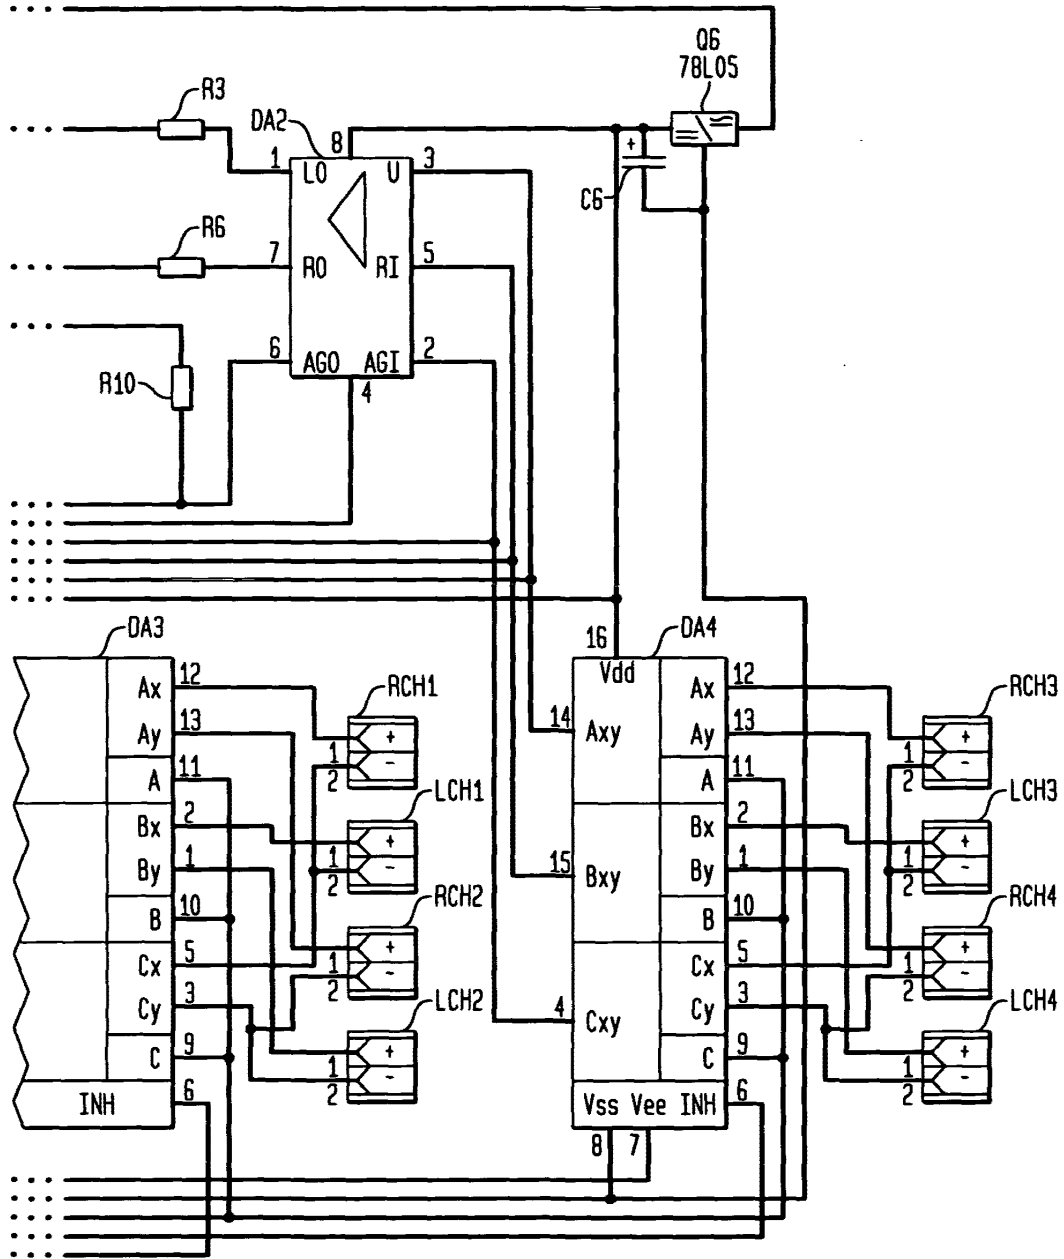 Q6
78L05
R3
DA2
8
1
LO
U
3
+
C6
R6
7
RO
RI
5
6
AGO
AGI
2
R10
4
DA3
16
DA4
Vdd
Ax
12
RCH1
Ay
13
+
1
-
2
A
11
LCH1
Bx
2
+
By
1
1
-
2
B
10
RCH2
Cx
5
+
1
-
2
Cy
3
LCH2
C
9
+
1
-
2
INH
6
14
Axy
15
Bxy
4
Cxy
Ax
12
RCH3
Ay
13
+
1
-
2
A
11
LCH3
Bx
2
+
By
1
1
-
2
B
10
RCH4
Cx
5
+
1
-
2
Cy
3
LCH4
C
9
+
1
-
2
Vss Vee INH
6
8
7